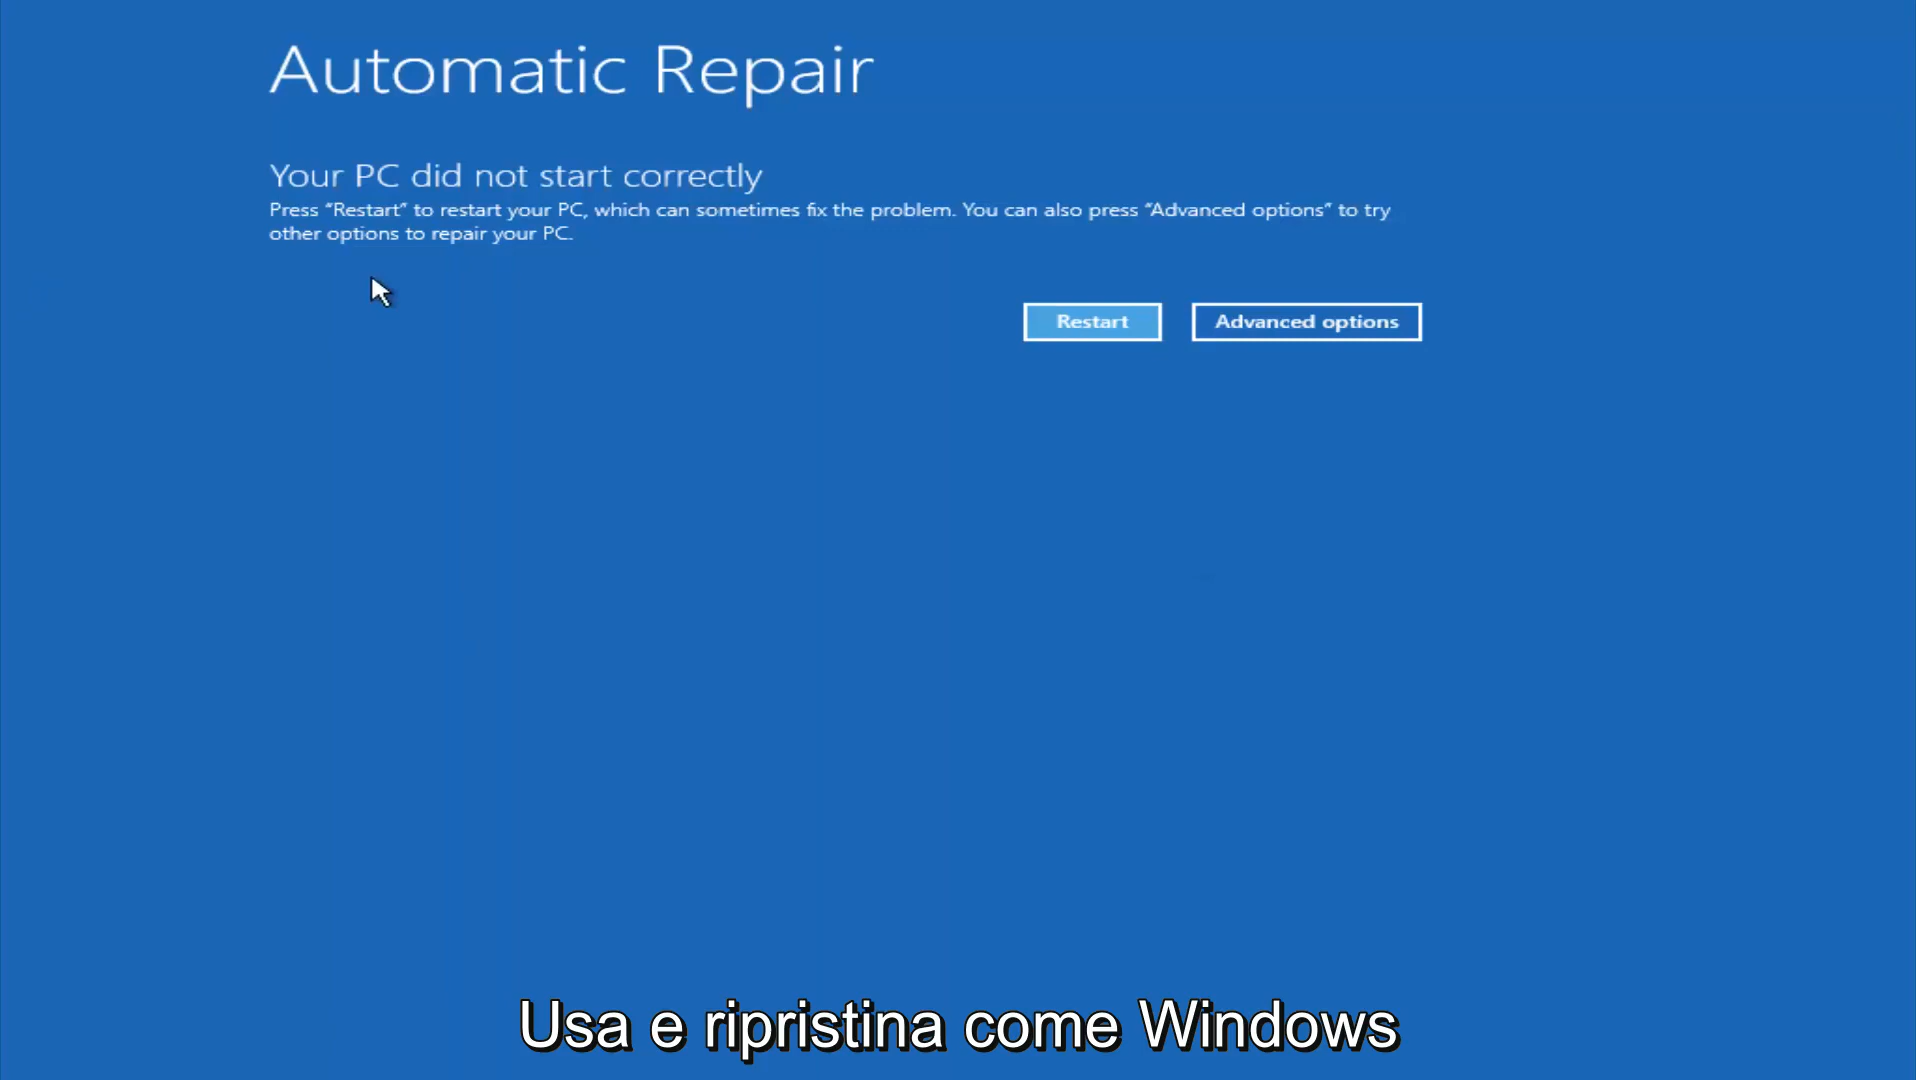 Automatic Repair
Your PC did not start correctly
Press “Restart” to restart your PC, which can sometimes fix the problem. You can also press “Advanced options” to try
other options to repair your PC.
Restart
Advanced options
Usa e ripristina come Windows